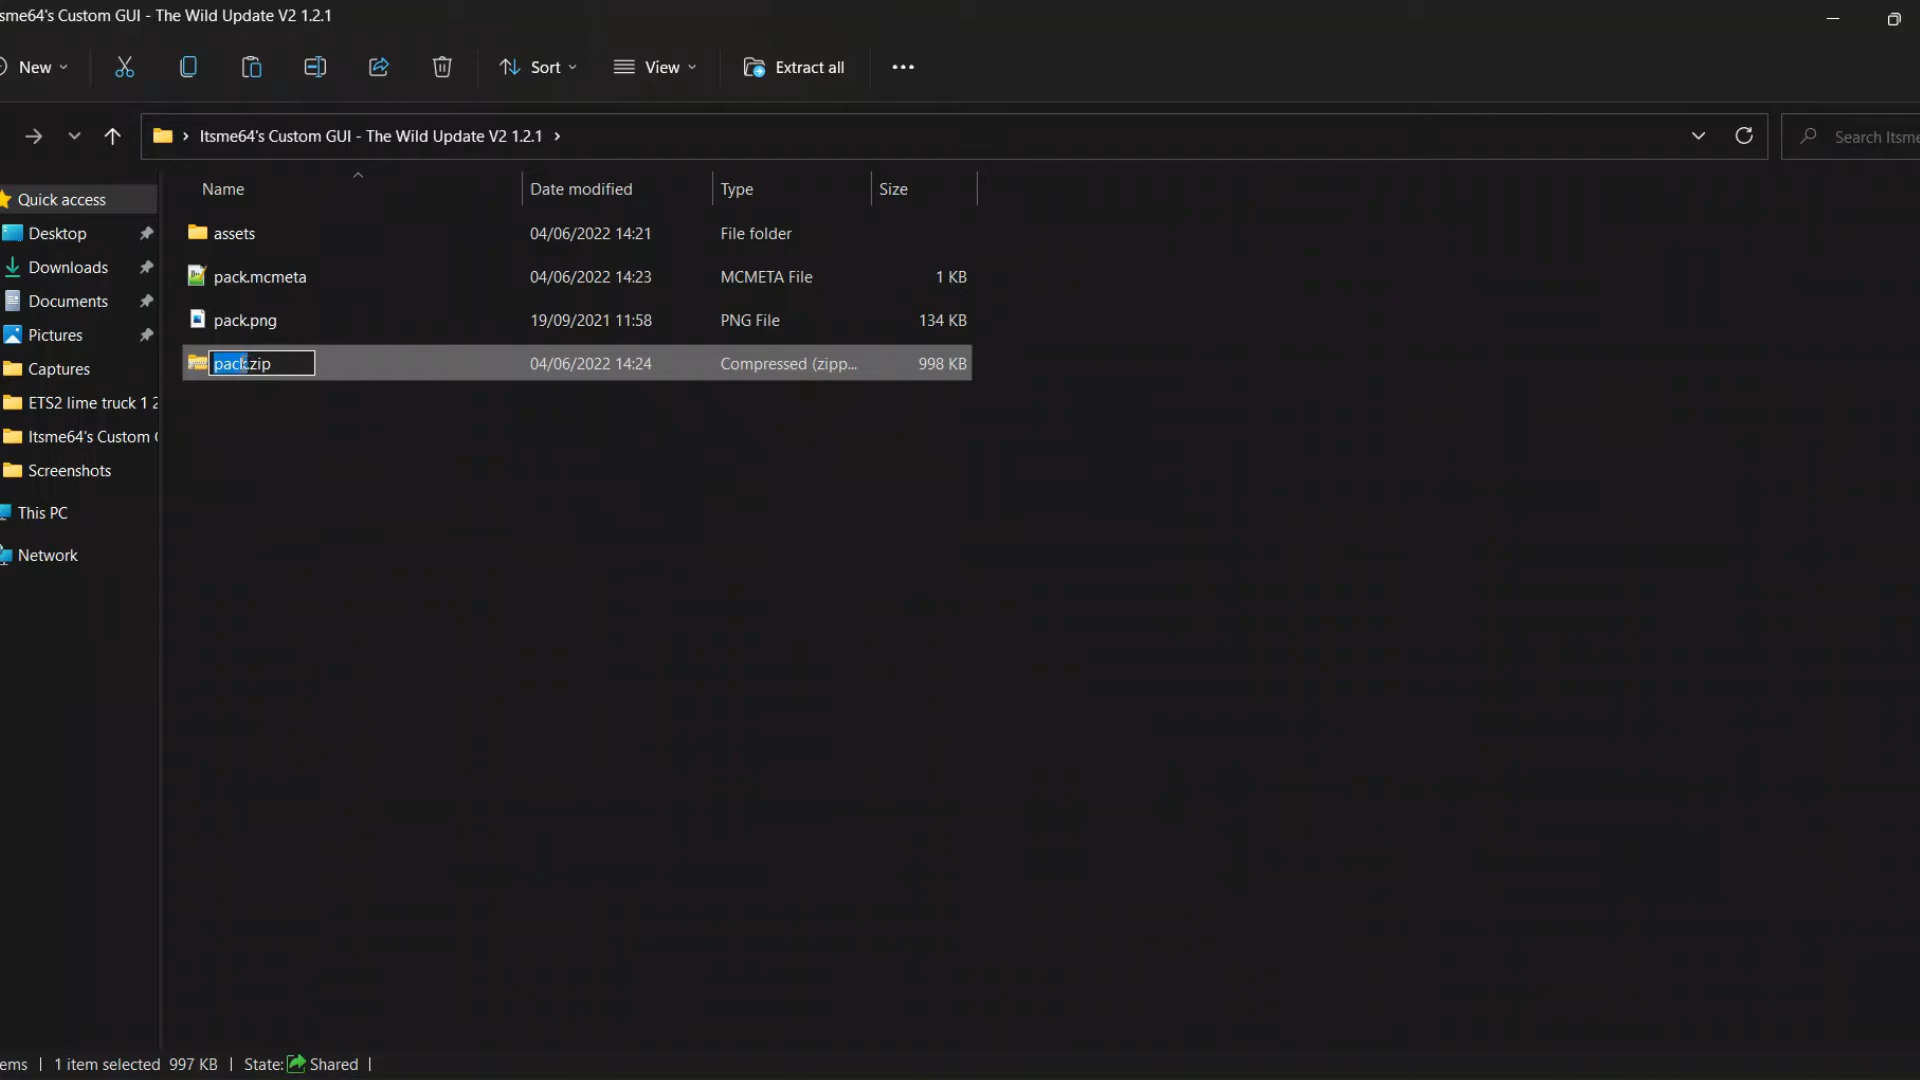 sme64's Custom GUI - The Wild Update V2 1.2.1
New
Sort
View
Extract all
Itsme64's Custom GUI - The Wild Update V2 1.2.1
Search Itsme
Quick access
Desktop
Downloads
Documents
Pictures
Captures
ETS2 lime truck 1 2
Itsme64's Custom
Screenshots
This PC
Network
Name Date modified Type Size
assets 04/06/2022 14:21 File folder
pack.mcmeta 04/06/2022 14:23 MCMETA File 1 KB
pack.png 19/09/2021 11:58 PNG File 134 KB
pack.zip 04/06/2022 14:24 Compressed (zipp... 998 KB
ems | 1 item selected 997 KB | State: Shared |